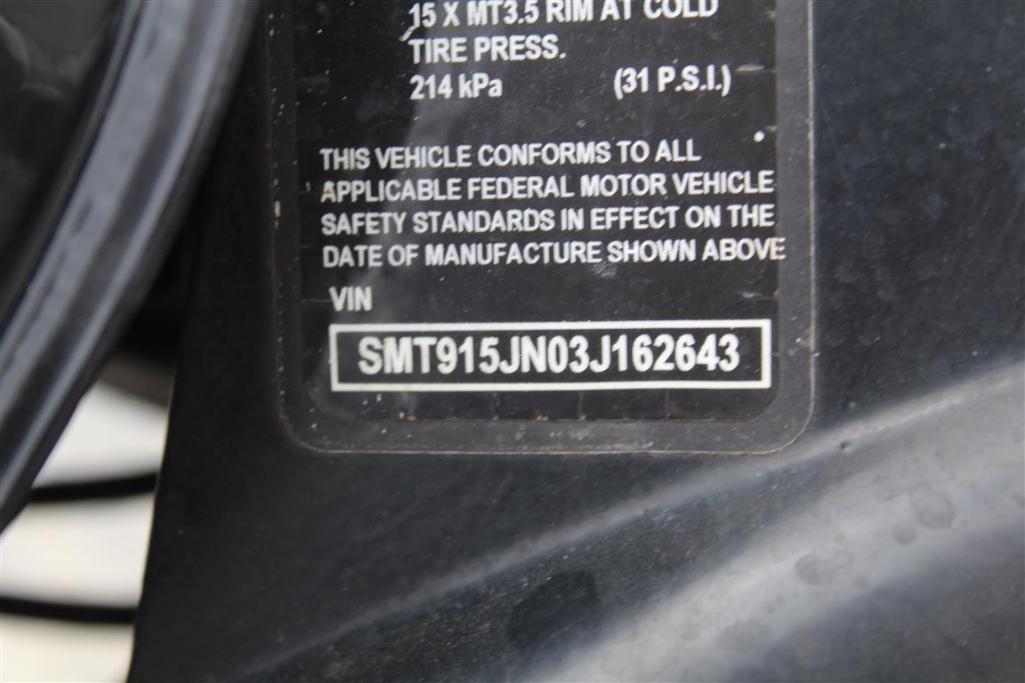 15 X MT3.5 RIM AT COLD
TIRE PRESS.
214 kPa (31 P.S.I.)
THIS VEHICLE CONFORMS TO ALL
APPLICABLE FEDERAL MOTOR VEHICLE
SAFETY STANDARDS IN EFFECT ON THE
DATE OF MANUFACTURE SHOWN ABOVE
VIN
SMT915JN03J162643